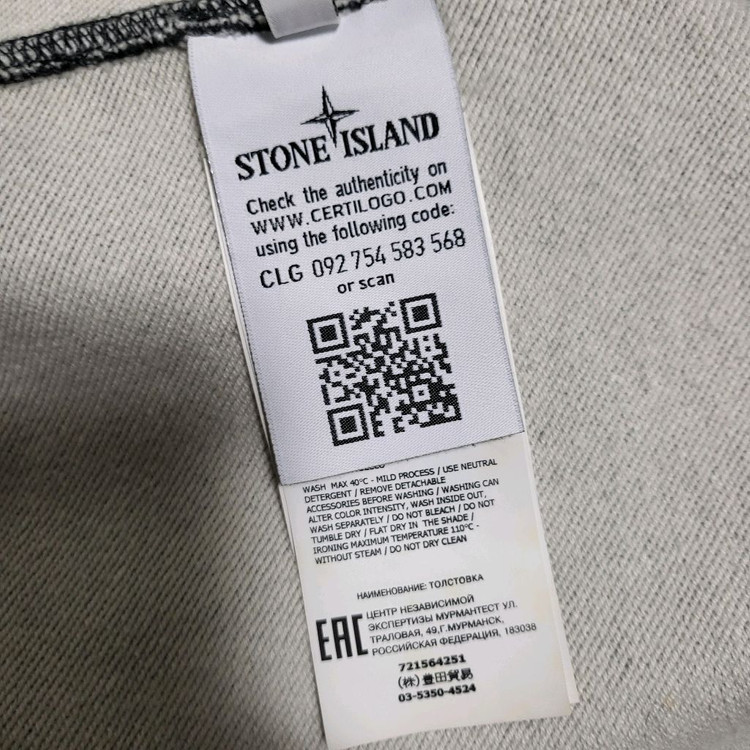 STONE ISLAND
Check the authenticity on
WWW.CERTILOGO.COM
using the following code:
CLG 092 754 583 568
or scan
WASH MAX 40°C - MILD PROCESS / USE NEUTRAL
DETERGENT / REMOVE DETACHABLE
ACCESSORIES BEFORE WASHING / WASHING CAN
ALTER COLOR INTENSITY, WASH INSIDE OUT,
WASH SEPARATELY / DO NOT BLEACH / DO NOT
TUMBLE DRY / FLAT DRY IN THE SHADE /
IRONING MAXIMUM TEMPERATURE 110°C -
WITHOUT STEAM / DO NOT DRY CLEAN
НАИМЕНОВАНИЕ: ТОЛСТОВКА
EAC
ЦЕНТР НЕЗАВИСИМОЙ
ЭКСПЕРТИЗЫ МУРМАНТЕСТ УЛ.
ТРАЛОВАЯ, 49,Г.МУРМАНСК,
РОССИЙСКАЯ ФЕДЕРАЦИЯ, 183038
721564251
(株)豊田貿易
03-5350-4524